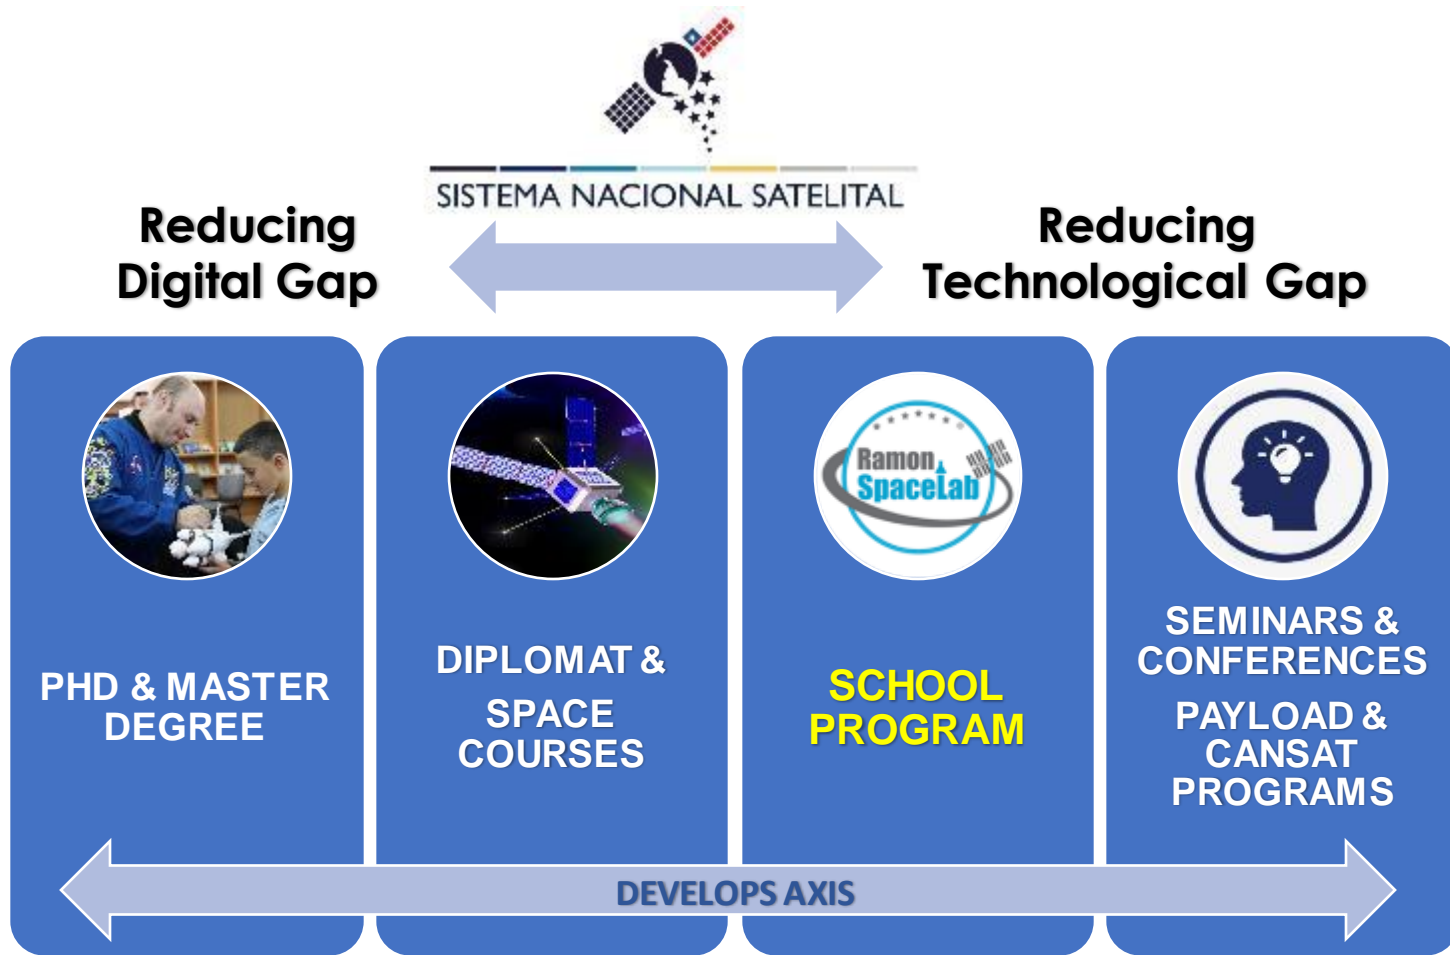 SISTEMA NACIONAL SATELITAL
Reducing
Digital Gap
Reducing
Technological Gap
PHD & MASTER
DEGREE
DIPLOMAT &
SPACE
COURSES
Ramon
SpaceLab
SCHOOL
PROGRAM
SEMINARS &
CONFERENCES
PAYLOAD &
CANSAT
PROGRAMS
DEVELOPS AXIS